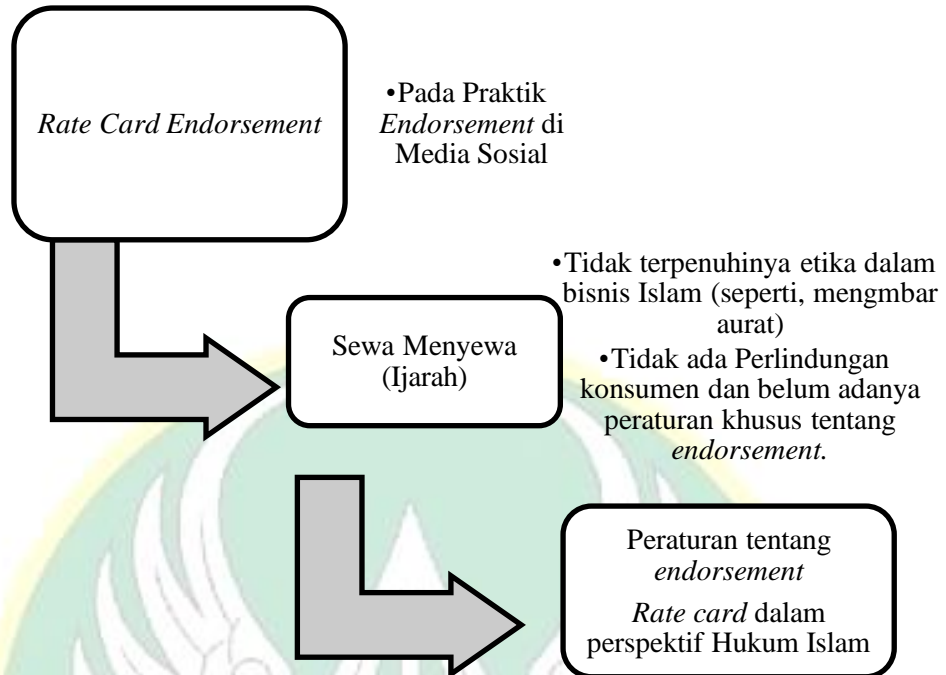 Rate Card Endorsement
•Pada Praktik
Endorsement di
Media Sosial
Sewa Menyewa
(Ijarah)
•Tidak terpenuhinya etika dalam
bisnis Islam (seperti, mengmbar
aurat)
•Tidak ada Perlindungan
konsumen dan belum adanya
peraturan khusus tentang
endorsement.
Peraturan tentang
endorsement
Rate card dalam
perspektif Hukum Islam